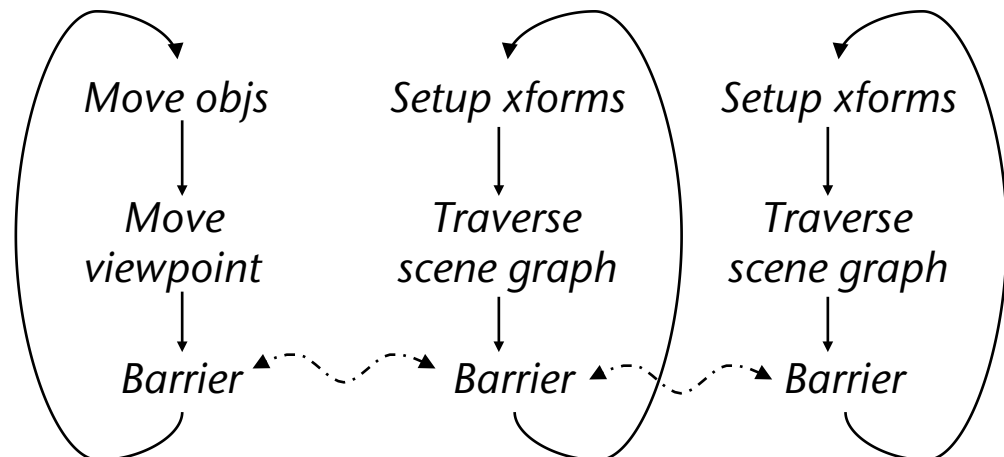 Move objs
Move
viewpoint
Barrier
Setup xforms
Traverse
scene graph
Barrier
Setup xforms
Traverse
scene graph
Barrier